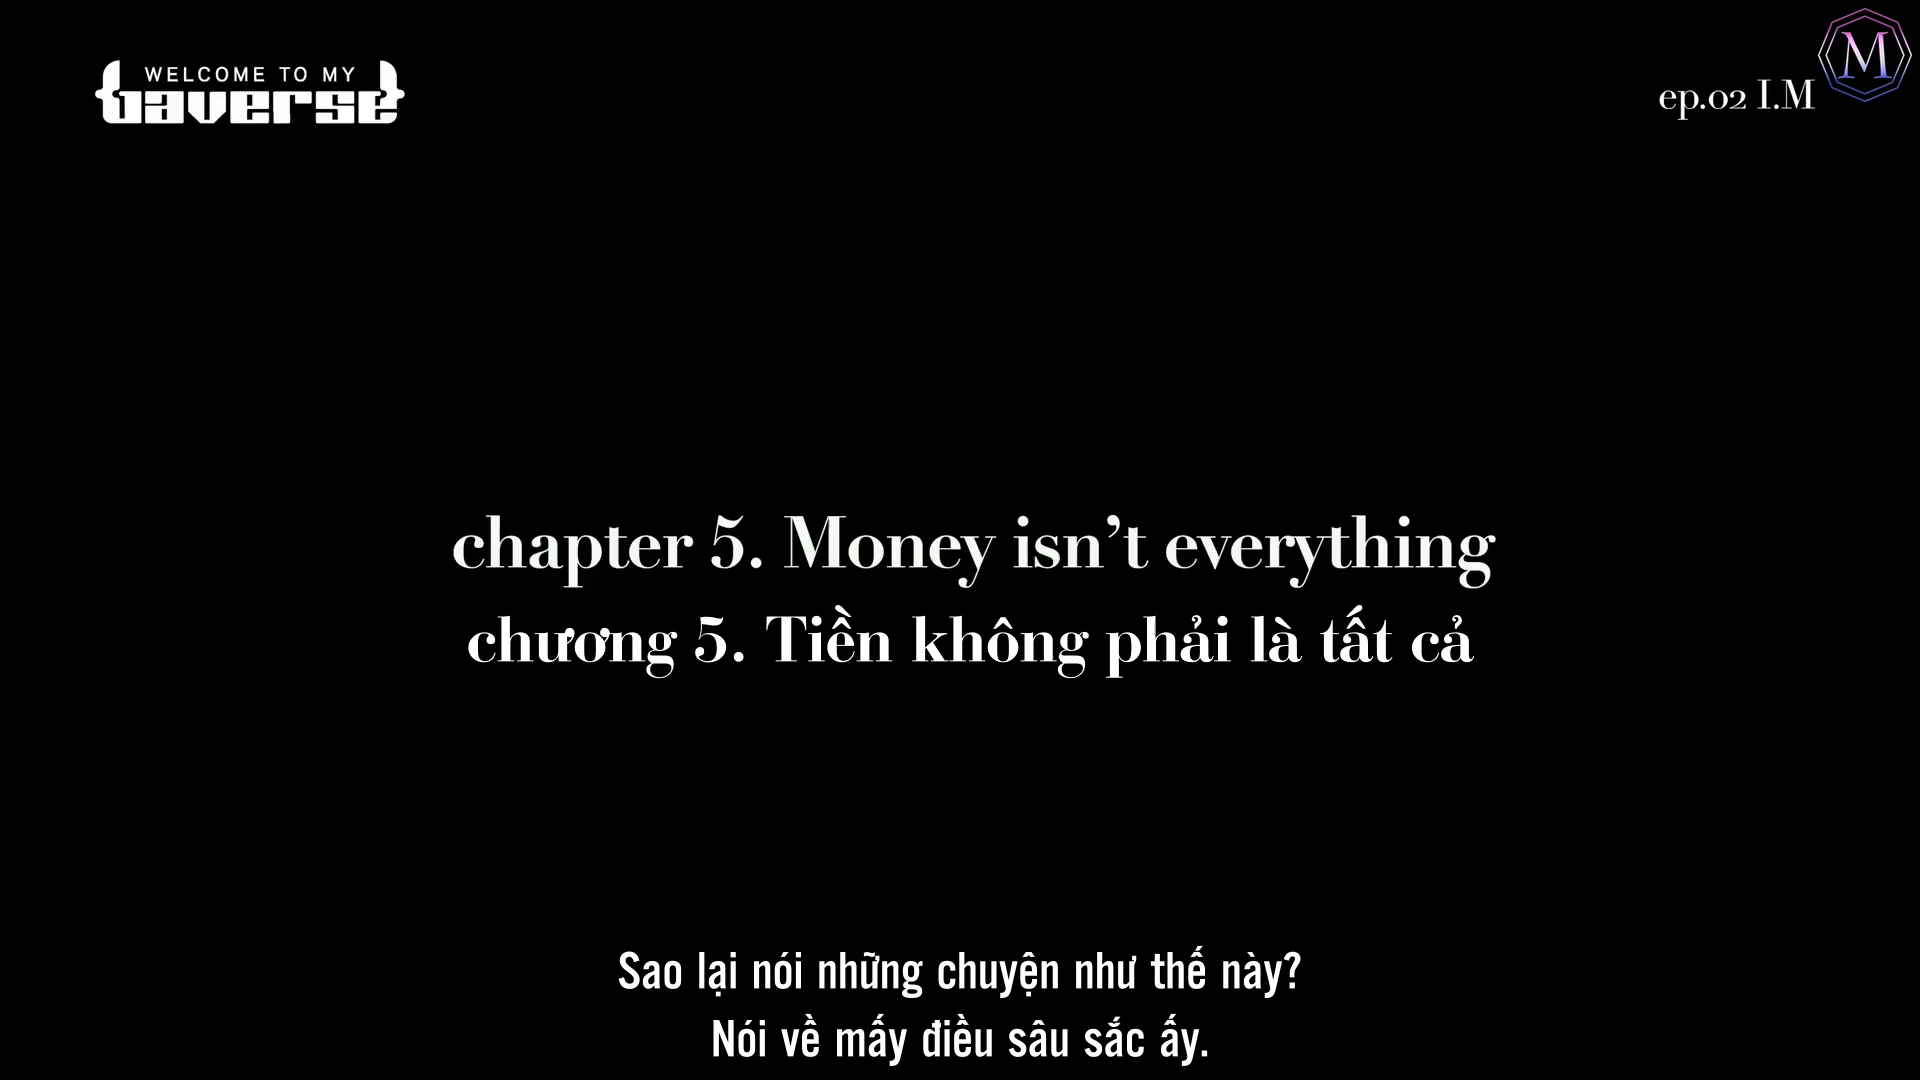 WELCOME TO MY
BAVERSE
ep.02 I.M
M
chapter 5. Money isn’t everything
chương 5. Tiền không phải là tất cả
Sao lại nói những chuyện như thế này?
Nói về mấy điều sâu sắc ấy.